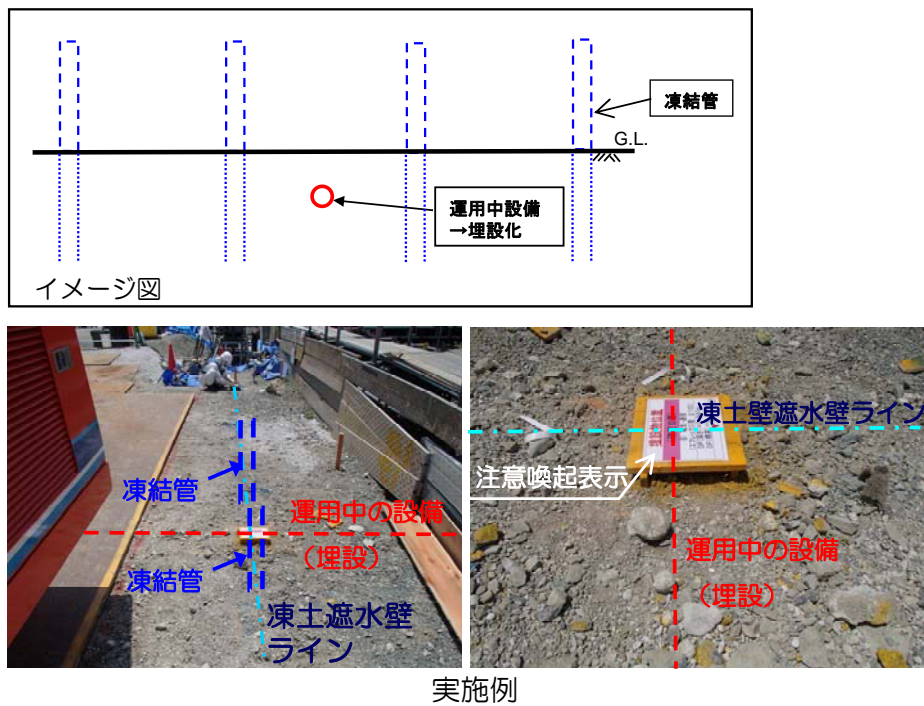 凍結管
G.L.
運用中設備
→埋設化
イメージ図
凍結管
運用中の設備
（埋設）
凍結管
凍土遮水壁
ライン
凍土壁遮水壁ライン
注意喚起表示
運用中の設備
（埋設）
実施例